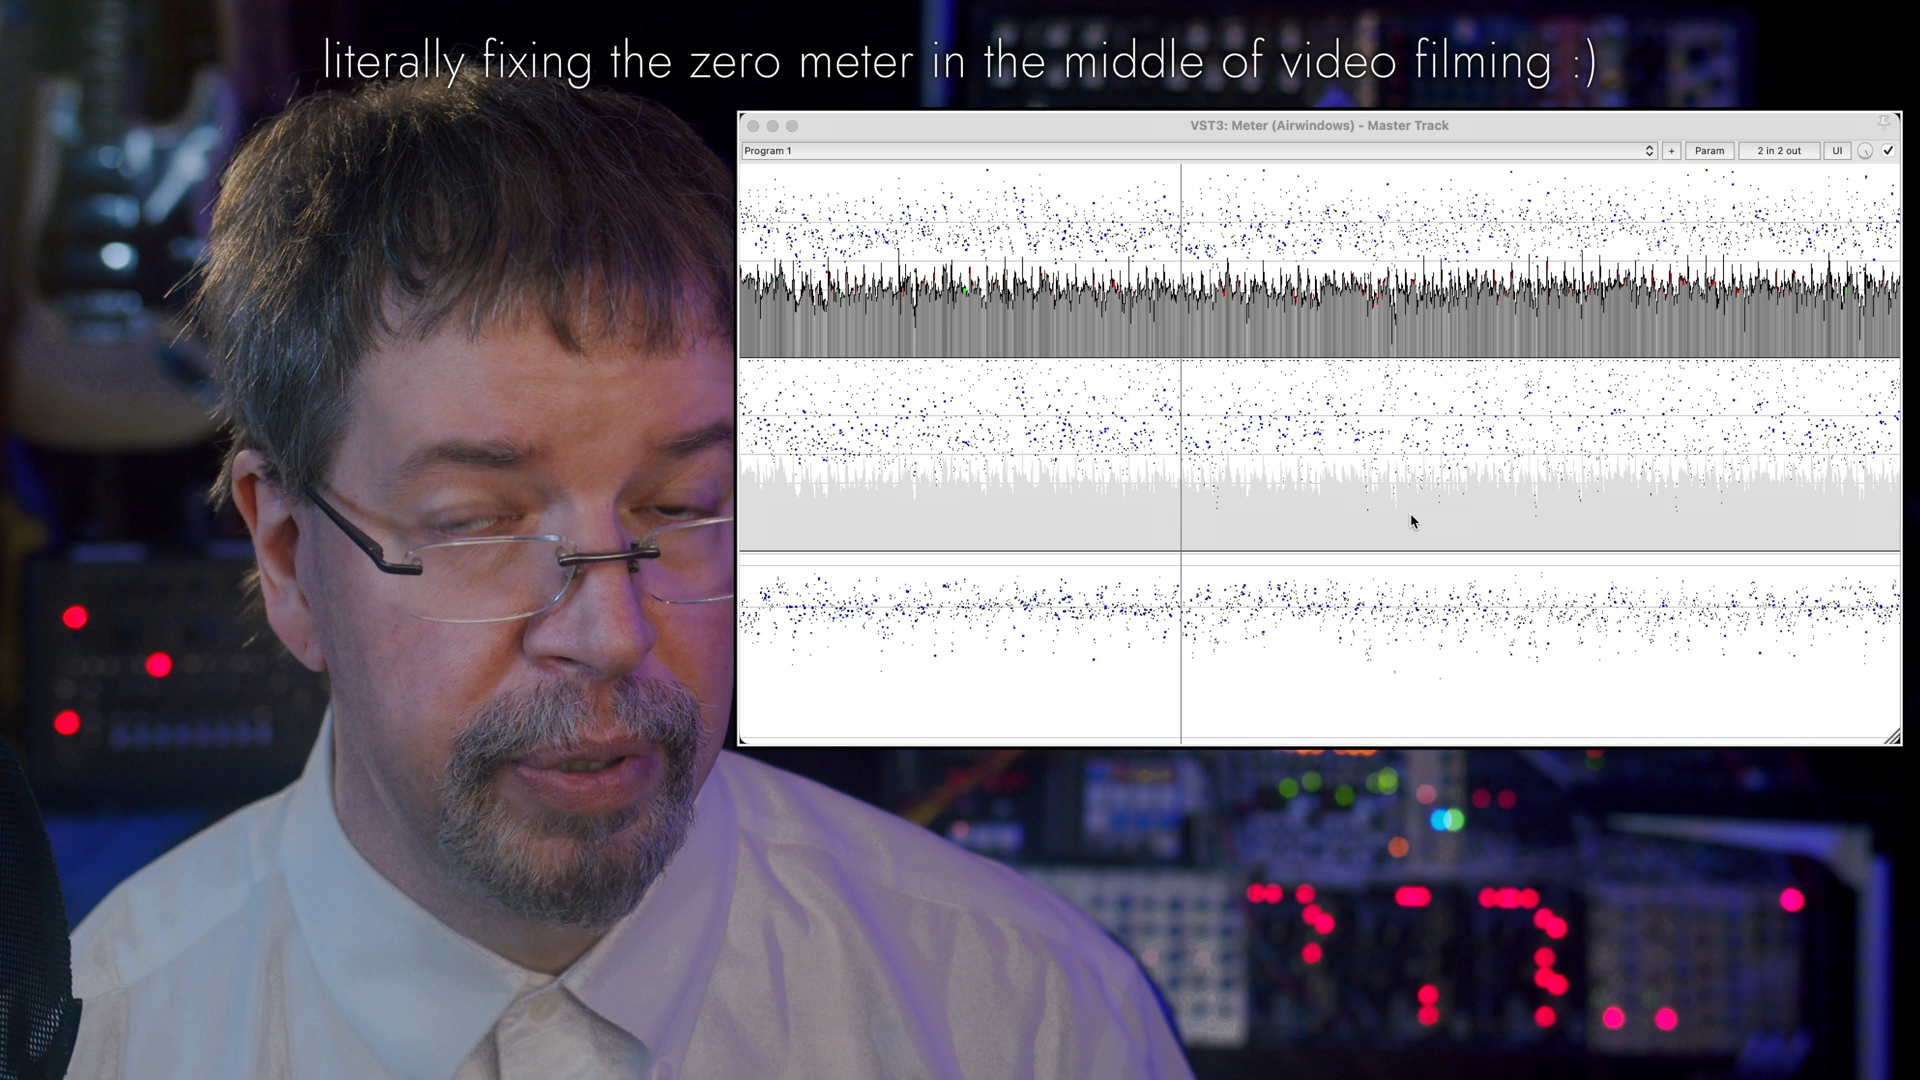 literally fixing the zero meter in the middle of video filming :)
VST3: Meter (Airwindows) - Master Track
Program 1
+
Param
2 in 2 out
UI